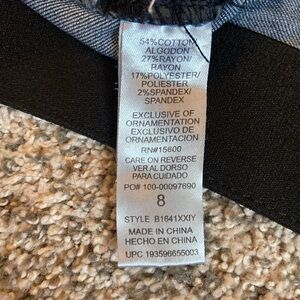 54%COTTON/
ALGODON
27%RAYON/
RAYON
17%POLYESTER/
POLIESTER
2%SPANDEX/
SPANDEX
EXCLUSIVE OF
ORNAMENTATION
EXCLUSIVO DE
ORNAMENTACION
RN#15600
CARE ON REVERSE
VER AL DORSO
PARA CUIDADO
PO# 100-00097690
8
STYLE B1641XXIY
MADE IN CHINA
HECHO EN CHINA
UPC 193596655003